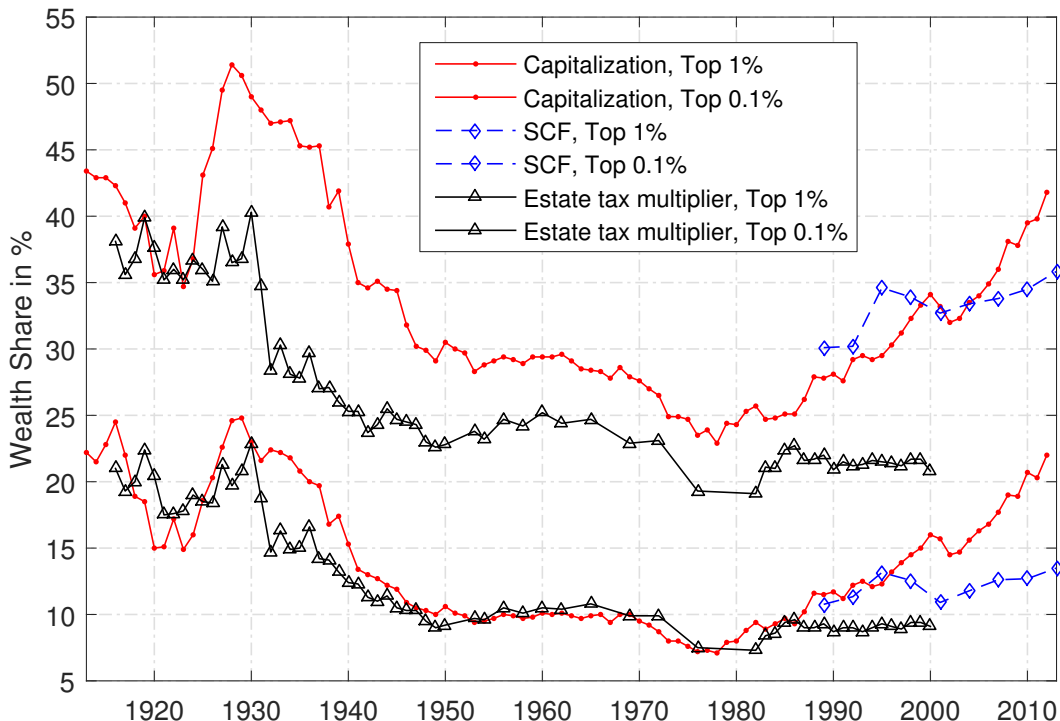 55
50
45
40
35
30
25
20
15
10
5
Wealth Share in %
Capitalization, Top 1%
Capitalization, Top 0.1%
SCF, Top 1%
SCF, Top 0.1%
Estate tax multiplier, Top 1%
Estate tax multiplier, Top 0.1%
1920 1930 1940 1950 1960 1970 1980 1990 2000 2010